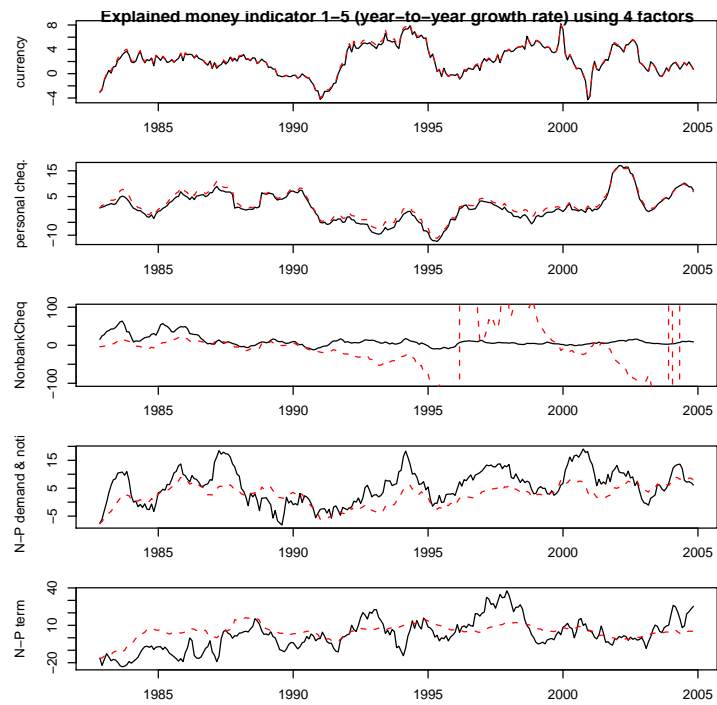 Explained money indicator 1−5 (year−to−year growth rate) using 4 factors
currency
8
4
0
−4
1985 1990 1995 2000 2005
personal cheq.
15
5
−10
1985 1990 1995 2000 2005
NonbankCheq
100
0
−100
1985 1990 1995 2000 2005
N−P demand & noti
15
5
−5
1985 1990 1995 2000 2005
N−P term
40
10
−20
1985 1990 1995 2000 2005